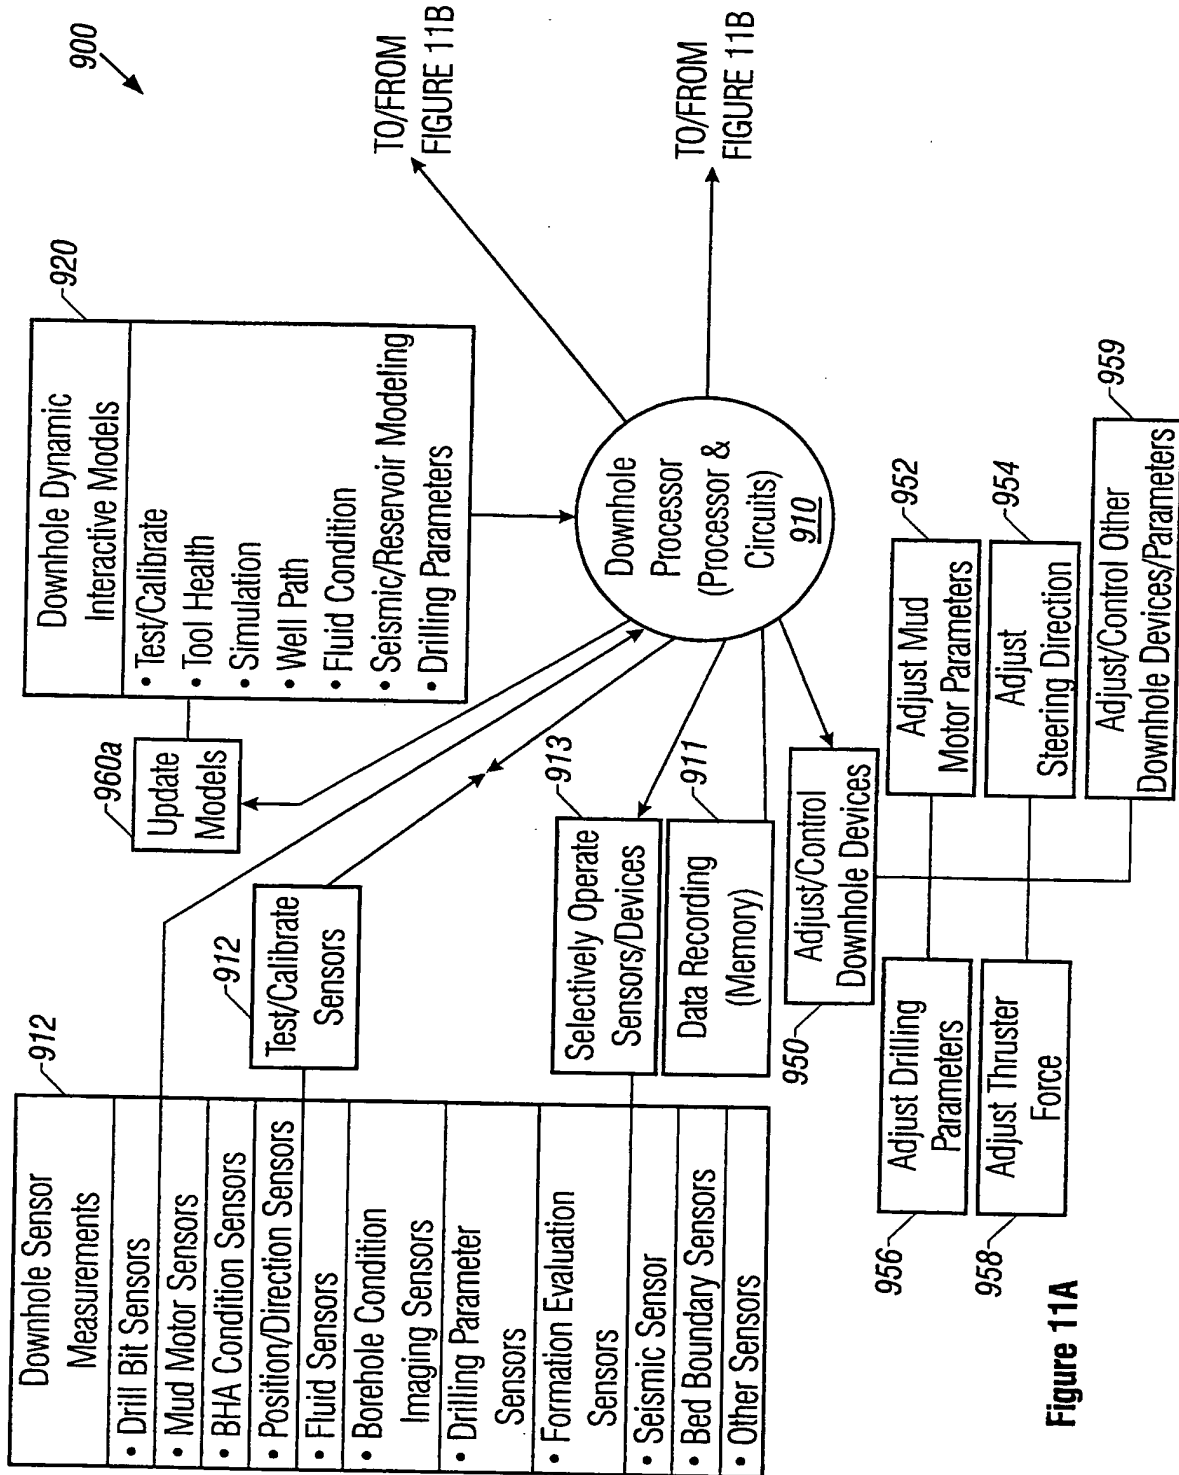 900
912
Downhole Sensor
Measurements
• Drill Bit Sensors
• Mud Motor Sensors
• BHA Condition Sensors
• Position/Direction Sensors
• Fluid Sensors
• Borehole Condition
Imaging Sensors
• Drilling Parameter
Sensors
• Formation Evaluation
Sensors
• Seismic Sensor
• Bed Boundary Sensors
• Other Sensors
912
Test/Calibrate
Sensors
960a
Update
Models
920
Downhole Dynamic
Interactive Models
• Test/Calibrate
• Tool Health
• Simulation
• Well Path
• Fluid Condition
• Seismic/Reservoir Modeling
• Drilling Parameters
TO/FROM
FIGURE 11B
TO/FROM
FIGURE 11B
Downhole
Processor
(Processor &
Circuits)
910
913
Selectively Operate
Sensors/Devices
911
Data Recording
(Memory)
950
Adjust/Control
Downhole Devices
956
Adjust Drilling
Parameters
952
Adjust Mud
Motor Parameters
958
Adjust Thruster
Force
954
Adjust
Steering Direction
959
Adjust/Control Other
Downhole Devices/Parameters
Figure 11A